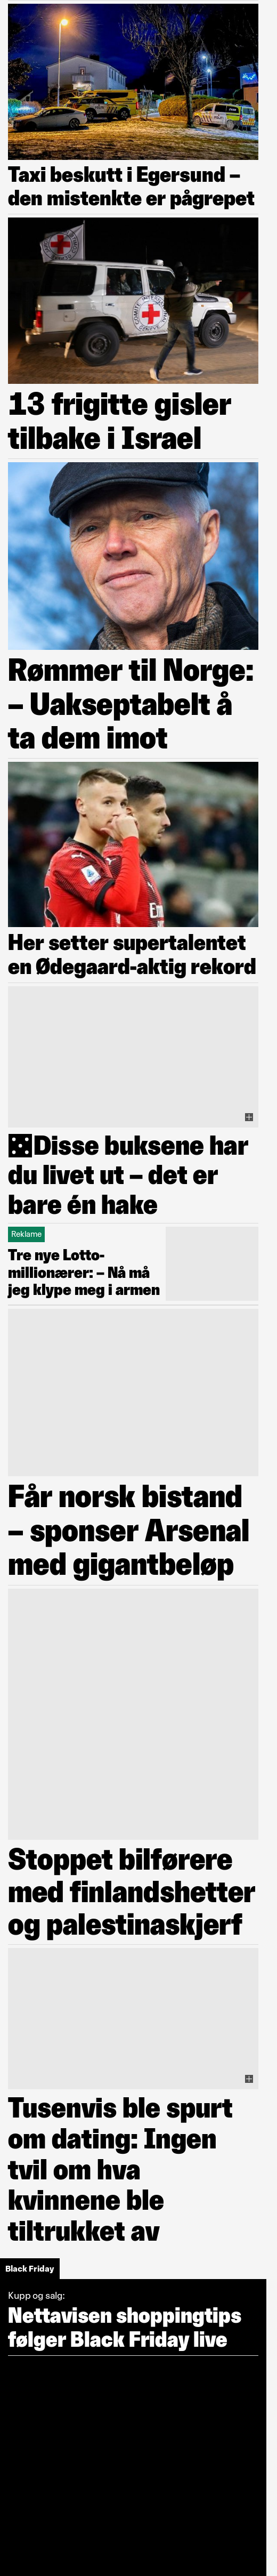 Taxi beskutt i Egersund –
den mistenkte er pågrepet
13 frigitte gisler
tilbake i Israel
Rømmer til Norge:
– Uakseptabelt å
ta dem imot
Her setter supertalentet
en Ødegaard-aktig rekord
Disse buksene har
du livet ut – det er
bare én hake
Reklame
Tre nye Lotto-
millionærer: – Nå må
jeg klype meg i armen
Får norsk bistand
– sponser Arsenal
med gigantbeløp
Stoppet bilførere
med finlandshetter
og palestinaskjerf
Tusenvis ble spurt
om dating: Ingen
tvil om hva
kvinnene ble
tiltrukket av
Black Friday
Kupp og salg:
Nettavisen shoppingtips
følger Black Friday live